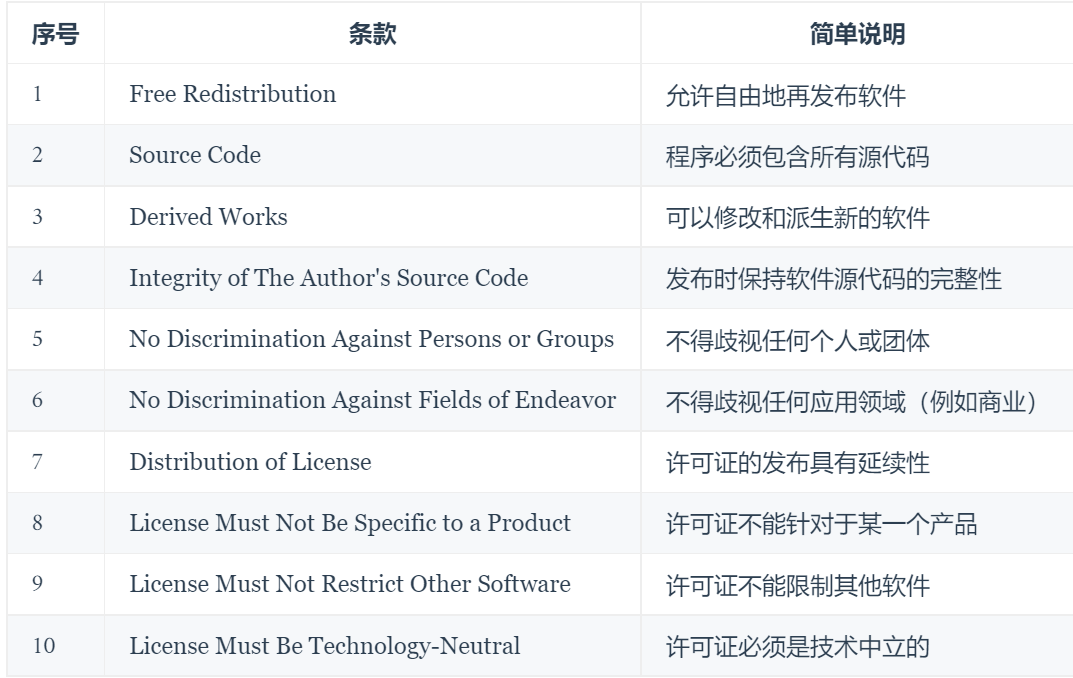 序号 条款 简单说明
1 Free Redistribution 允许自由地再发布软件
2 Source Code 程序必须包含所有源代码
3 Derived Works 可以修改和派生新的软件
4 Integrity of The Author's Source Code 发布时保持软件源代码的完整性
5 No Discrimination Against Persons or Groups 不得歧视任何个人或团体
6 No Discrimination Against Fields of Endeavor 不得歧视任何应用领域（例如商业）
7 Distribution of License 许可证的发布具有延续性
8 License Must Not Be Specific to a Product 许可证不能针对于某一个产品
9 License Must Not Restrict Other Software 许可证不能限制其他软件
10 License Must Be Technology-Neutral 许可证必须是技术中立的